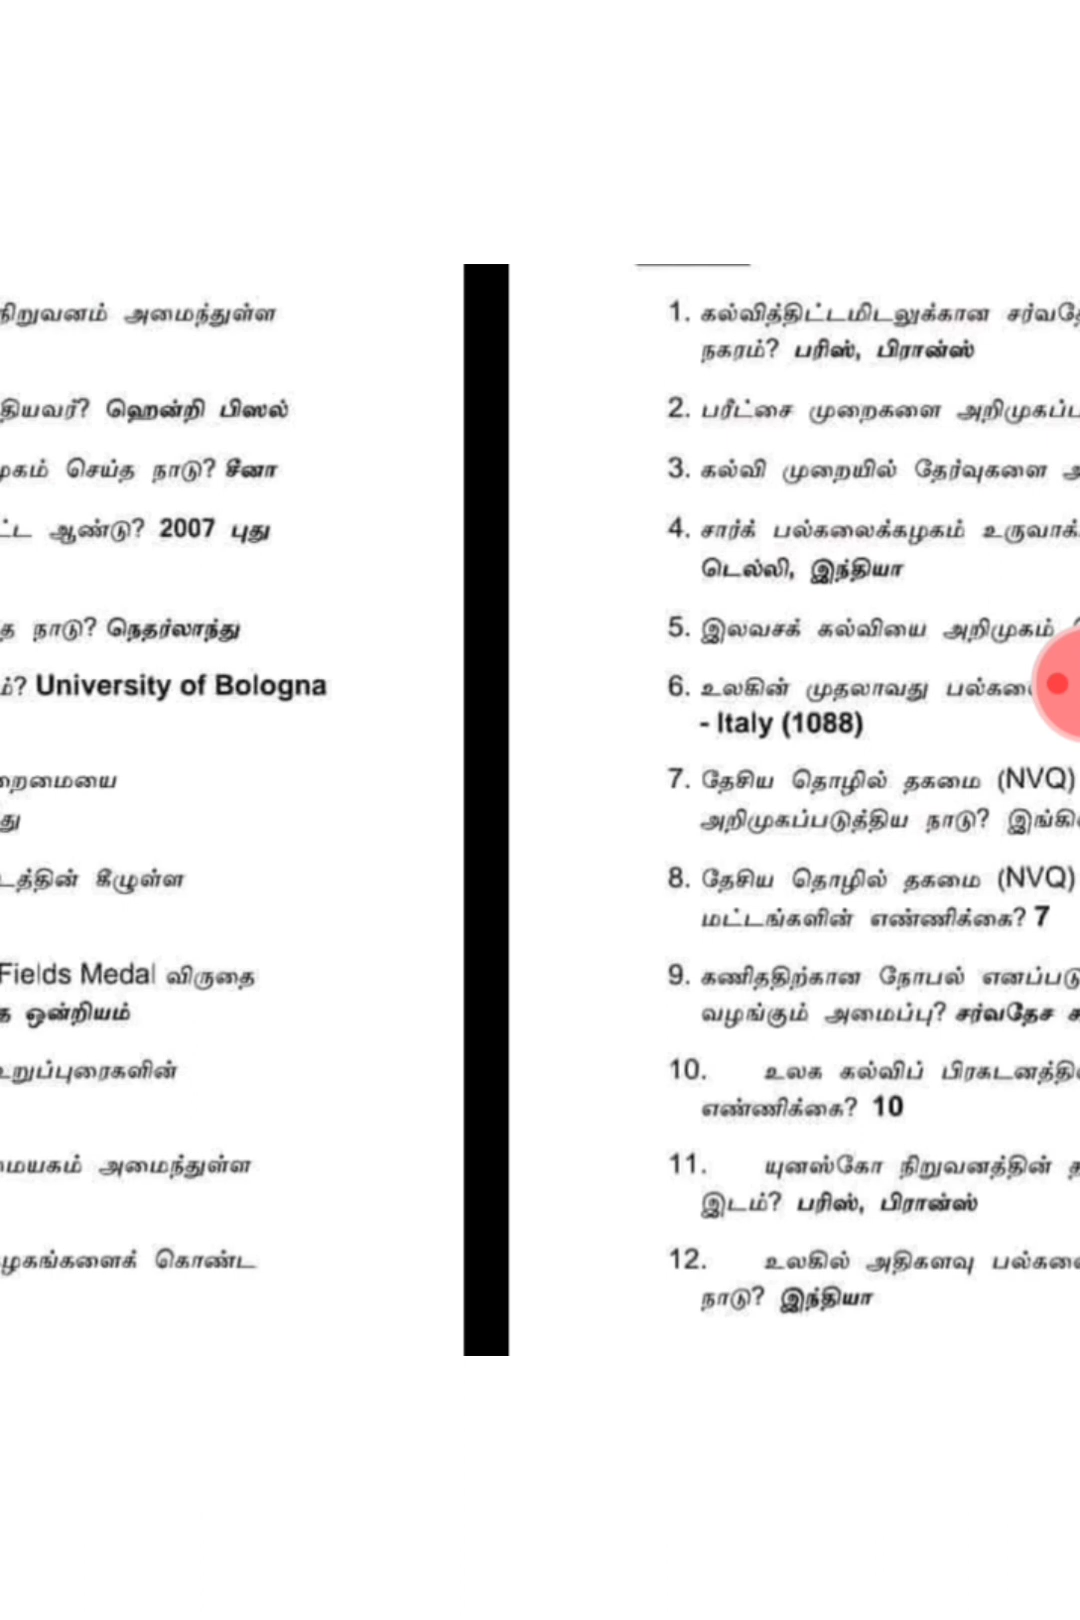 நிறுவனம் அமைந்துள்ள
தியவர்? ஹென்றி பிஸல்
முகம் செய்த நாடு? சீனா
ட்ட ஆண்டு? 2007 புது
த நாடு? நெதர்லாந்து
ம்? University of Bologna
றைமையை
து
டத்தின் கீழுள்ள
Fields Medal விருதை
த ஒன்றியம்
உறுப்புரைகளின்
மையகம் அமைந்துள்ள
ழகங்களைக் கொண்ட
1. கல்வித்திட்டமிடலுக்கான சர்வதே
நகரம்? பரிஸ், பிரான்ஸ்
2. பரீட்சை முறைகளை அறிமுகப்ப
3. கல்வி முறையில் தேர்வுகளை அ
4. சார்க் பல்கலைக்கழகம் உருவாக்
டெல்லி, இந்தியா
5. இலவசக் கல்வியை அறிமுகம்
6. உலகின் முதலாவது பல்கலை
- Italy (1088)
7. தேசிய தொழில் தகமை (NVQ)
அறிமுகப்படுத்திய நாடு? இங்கி
8. தேசிய தொழில் தகமை (NVQ)
மட்டங்களின் எண்ணிக்கை? 7
9. கணிததிற்கான நோபல் எனப்படு
வழங்கும் அமைப்பு? சர்வதேச க
10. உலக கல்விப் பிரகடனத்தி
எண்ணிக்கை? 10
11. யுனஸ்கோ நிறுவனத்தின் த
இடம்? பரிஸ், பிரான்ஸ்
12. உலகில் அதிகளவு பல்கலை
நாடு? இந்தியா